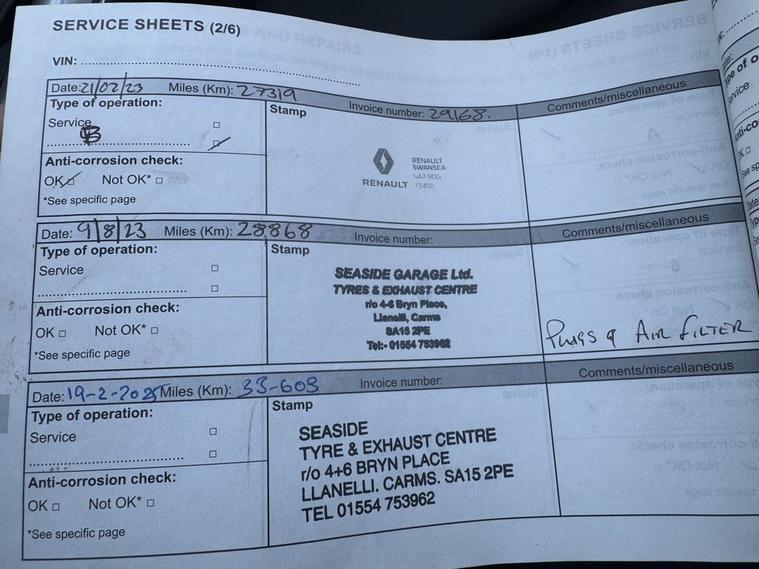 SERVICE SHEETS (2/6)
VIN:
Date: 21/02/23 Miles (Km): 27319 Invoice number: 29168. Comments/miscellaneous
Type of operation:
Service
B
Anti-corrosion check:
OK Not OK*
*See specific page
Stamp
RENAULT
RENAULT
SWANSEA
SA7 9DG
73400
Date: 9/8/23 Miles (Km): 28868 Invoice number: Comments/miscellaneous
Type of operation:
Service
Anti-corrosion check:
OK Not OK*
*See specific page
Stamp
SEASIDE GARAGE Ltd.
TYRES & EXHAUST CENTRE
r/o 4-6 Bryn Place,
Llanelli, Carms
SA15 2PE
Tel:- 01554 753962
PLUGS & AIR FILTER
Date: 19-2-2025 Miles (Km): 33-603 Invoice number: Comments/miscellaneous
Type of operation:
Service
Anti-corrosion check:
OK Not OK*
*See specific page
Stamp
SEASIDE
TYRE & EXHAUST CENTRE
r/o 4+6 BRYN PLACE
LLANELLI. CARMS. SA15 2PE
TEL 01554 753962